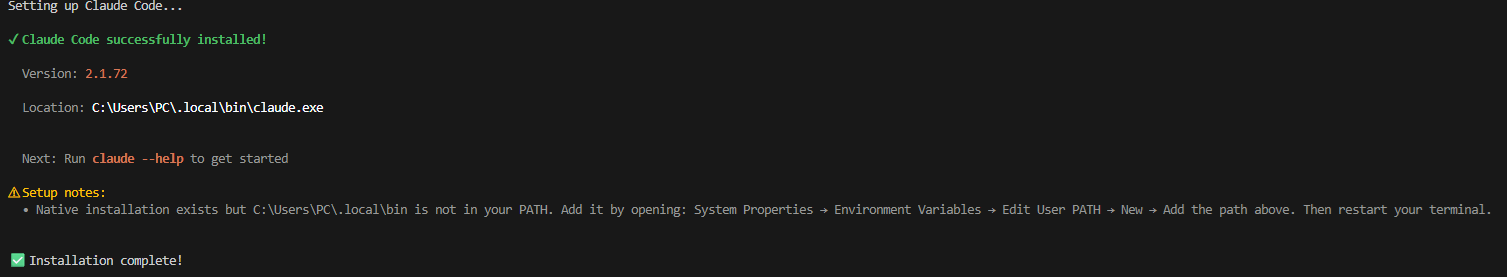 Setting up Claude Code...
✓ Claude Code successfully installed!
Version: 2.1.72
Location: C:\Users\PC\.local\bin\claude.exe
Next: Run claude --help to get started
⚠ Setup notes:
• Native installation exists but C:\Users\PC\.local\bin is not in your PATH. Add it by opening: System Properties → Environment Variables → Edit User PATH → New → Add the path above. Then restart your terminal.
✅ Installation complete!